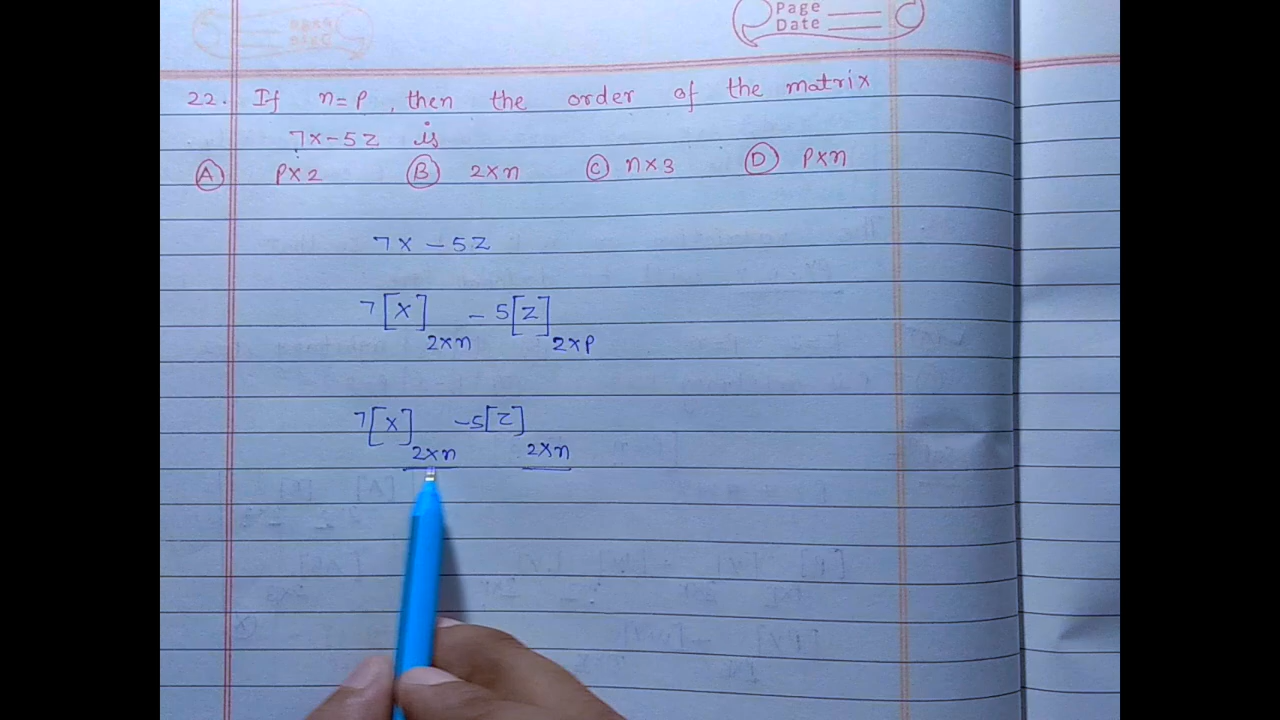 Page
Date
22. If n=P, then the order of the matrix
7x-5z is
A P×2 B 2×n C n×3 D P×n
7x - 5z
7[x]2×n - 5[z]2×P
7[x]2×n -5[z]2×n